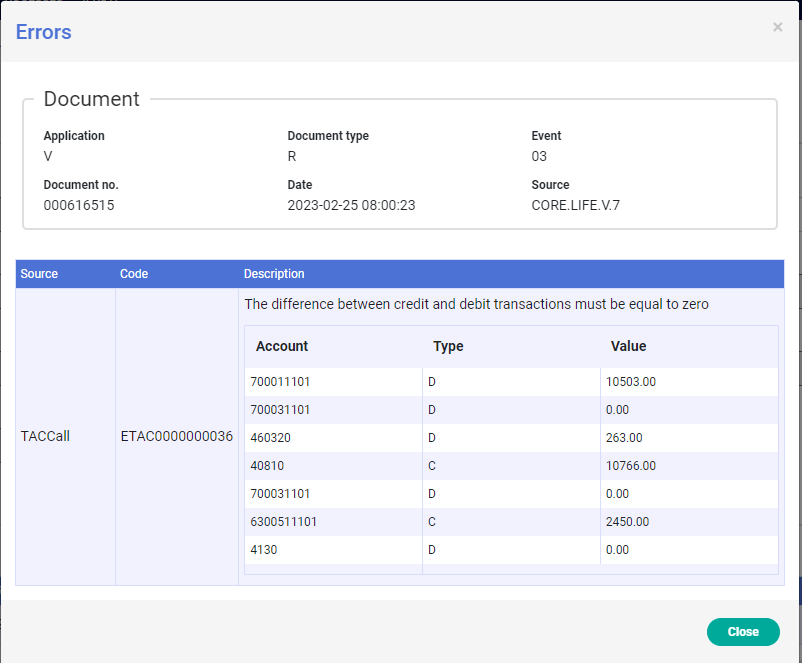 Errors
×
Document
Application Document type Event
V R 03
Document no. Date Source
000616515 2023-02-25 08:00:23 CORE.LIFE.V.7
Source Code Description
The difference between credit and debit transactions must be equal to zero
Account Type Value
700011101 D 10503.00
700031101 D 0.00
460320 D 263.00
TACCall ETAC0000000036
40810 C 10766.00
700031101 D 0.00
6300511101 C 2450.00
4130 D 0.00
Close